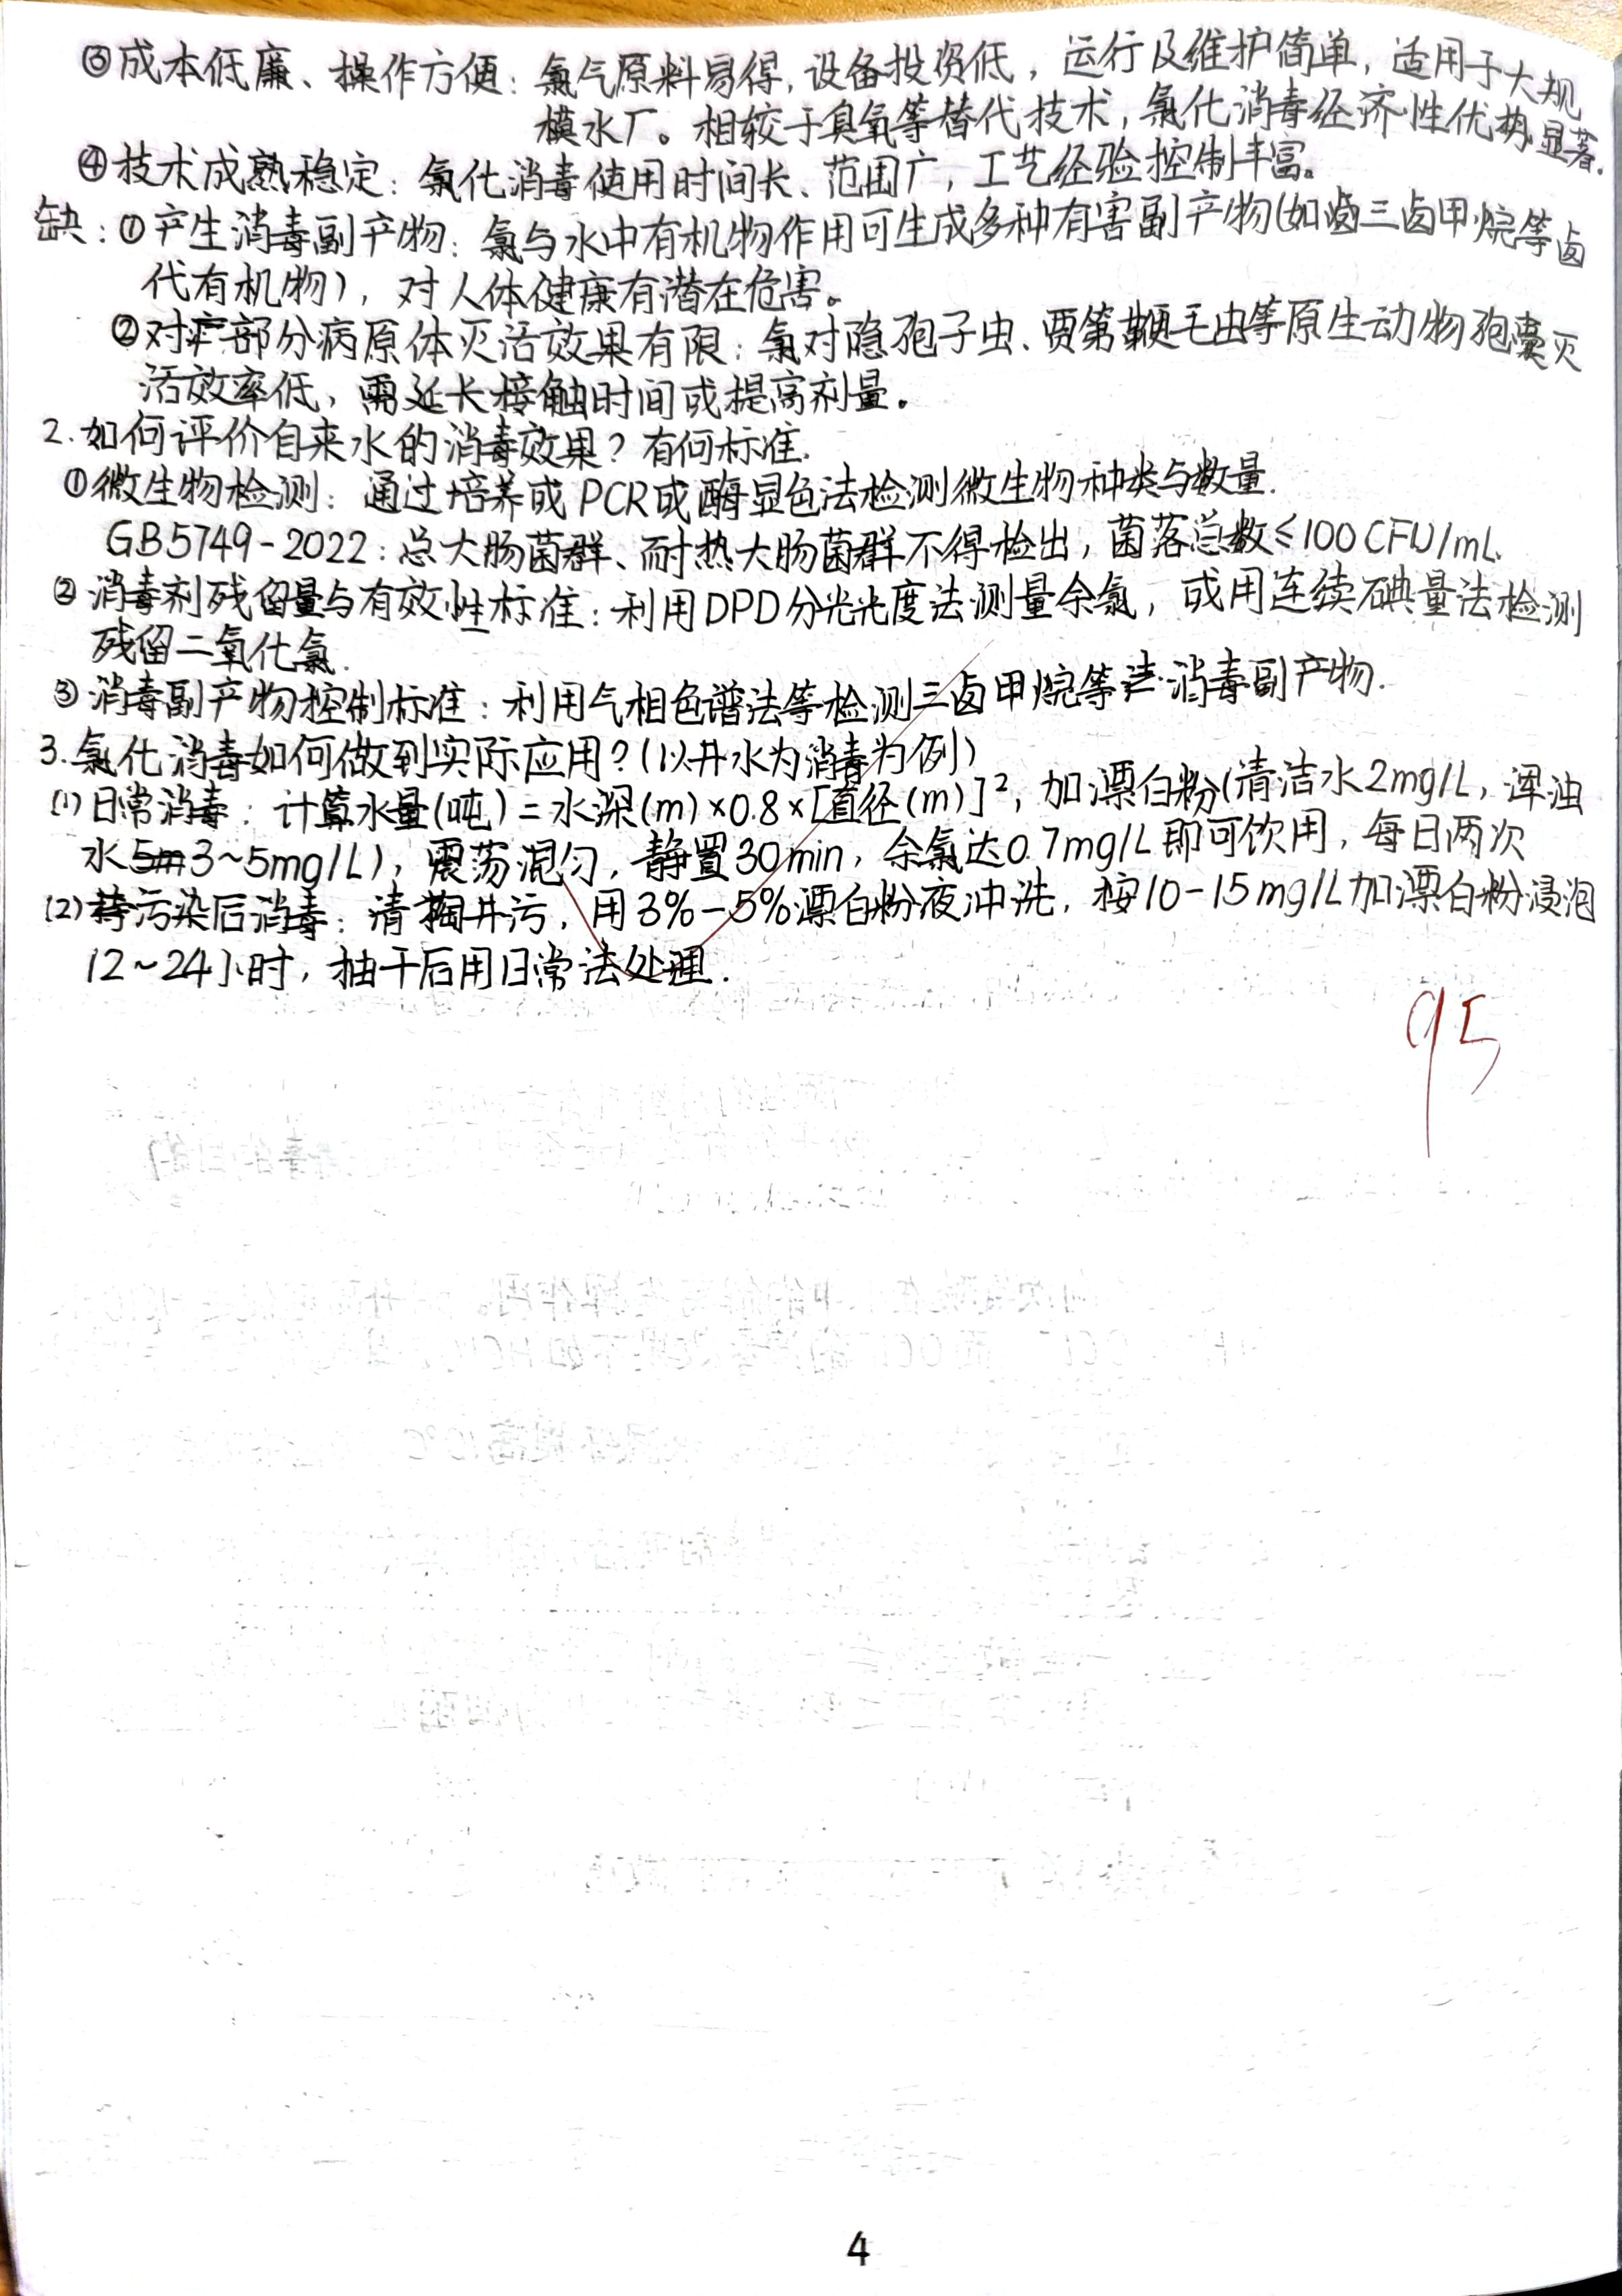 ③成本低廉、操作方便：氯气原料易得，设备投资低，运行及维护简单，适用于大规
模水厂。相较于臭氧等替代技术，氯化消毒经济性优势显著．
④技术成熟稳定：氯化消毒使用时间长、范围广，工艺经验控制丰富。
缺：①产生消毒副产物：氯与水中有机物作用可生成多种有害副产物（如三卤甲烷等卤
代有机物），对人体健康有潜在危害。
②对部分病原体灭活效果有限：氯对隐孢子虫、贾第鞭毛虫等原生动物孢囊灭
活效率低，需延长接触时间或提高剂量。
2.如何评价自来水的消毒效果？有何标准．
①微生物检测：通过培养或PCR或酶显色法检测微生物种类与数量．
GB5749-2022：总大肠菌群、耐热大肠菌群不得检出，菌落总数≤100CFU/mL．
②消毒剂残留量与有效性标准：利用DPD分光光度法测量余氯，或用连续碘量法检测
残留二氧化氯．
③消毒副产物控制标准：利用气相色谱法等检测三卤甲烷等消毒副产物．
3.氯化消毒如何做到实际应用？（以井水为消毒为例）
(1)日常消毒：计算水量(吨)=水深(m)×0.8×[直径(m)]²，加漂白粉(清洁水2mg/L，浑浊
水3~5mg/L)，震荡混匀，静置30min，余氯达0.7mg/L即可饮用，每日两次
(2)污染后消毒：清掏井污，用3%-5%漂白粉液冲洗，按10-15mg/L加漂白粉浸泡
12~24小时，抽干后用日常法处理．
95
4